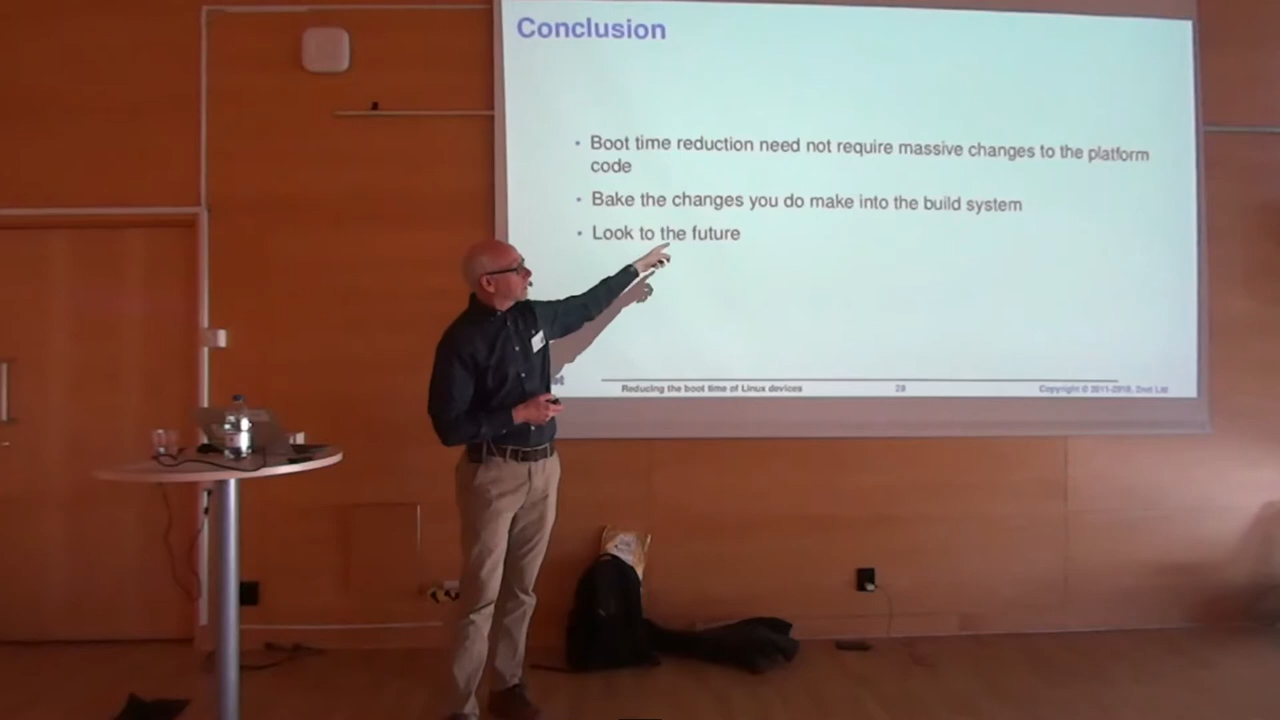 Conclusion
Boot time reduction need not require massive changes to the platform
code
Bake the changes you do make into the build system
Look to the future
Reducing the boot time of Linux devices
Copyright © 2011-2019, 2net Ltd